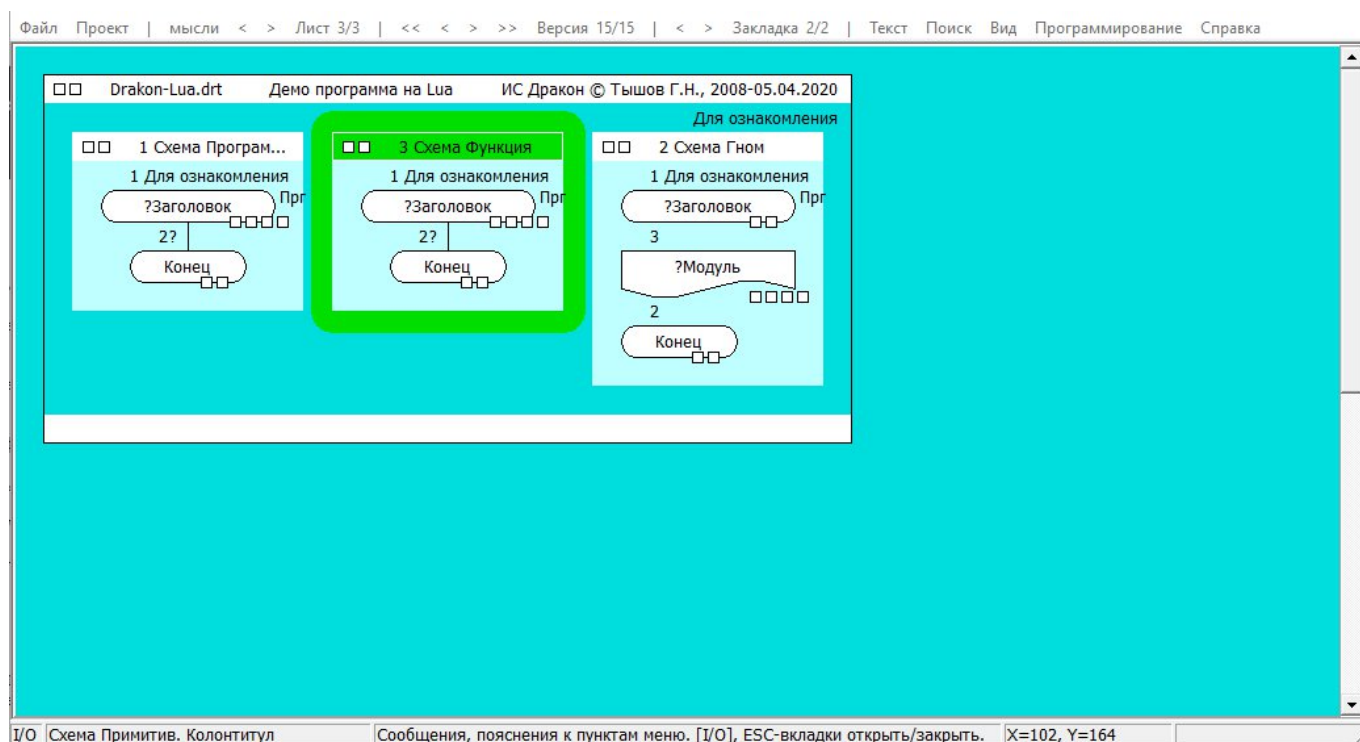 Файл Проект | мысли < > Лист 3/3 | << < > >> Версия 15/15 | < > Закладка 2/2 | Текст Поиск Вид Программирование Справка
Drakon-Lua.drt Демо программа на Lua ИС Дракон © Тышов Г.Н., 2008-05.04.2020
Для ознакомления
1 Схема Програм...
1 Для ознакомления
?Заголовок
Прг
2?
Конец
3 Схема Функция
1 Для ознакомления
?Заголовок
Прг
2?
Конец
2 Схема Гном
1 Для ознакомления
?Заголовок
Прг
3
?Модуль
2
Конец
I/O Схема Примитив. Колонтитул Сообщения, пояснения к пунктам меню. [I/O], ESC-вкладки открыть/закрыть. X=102, Y=164